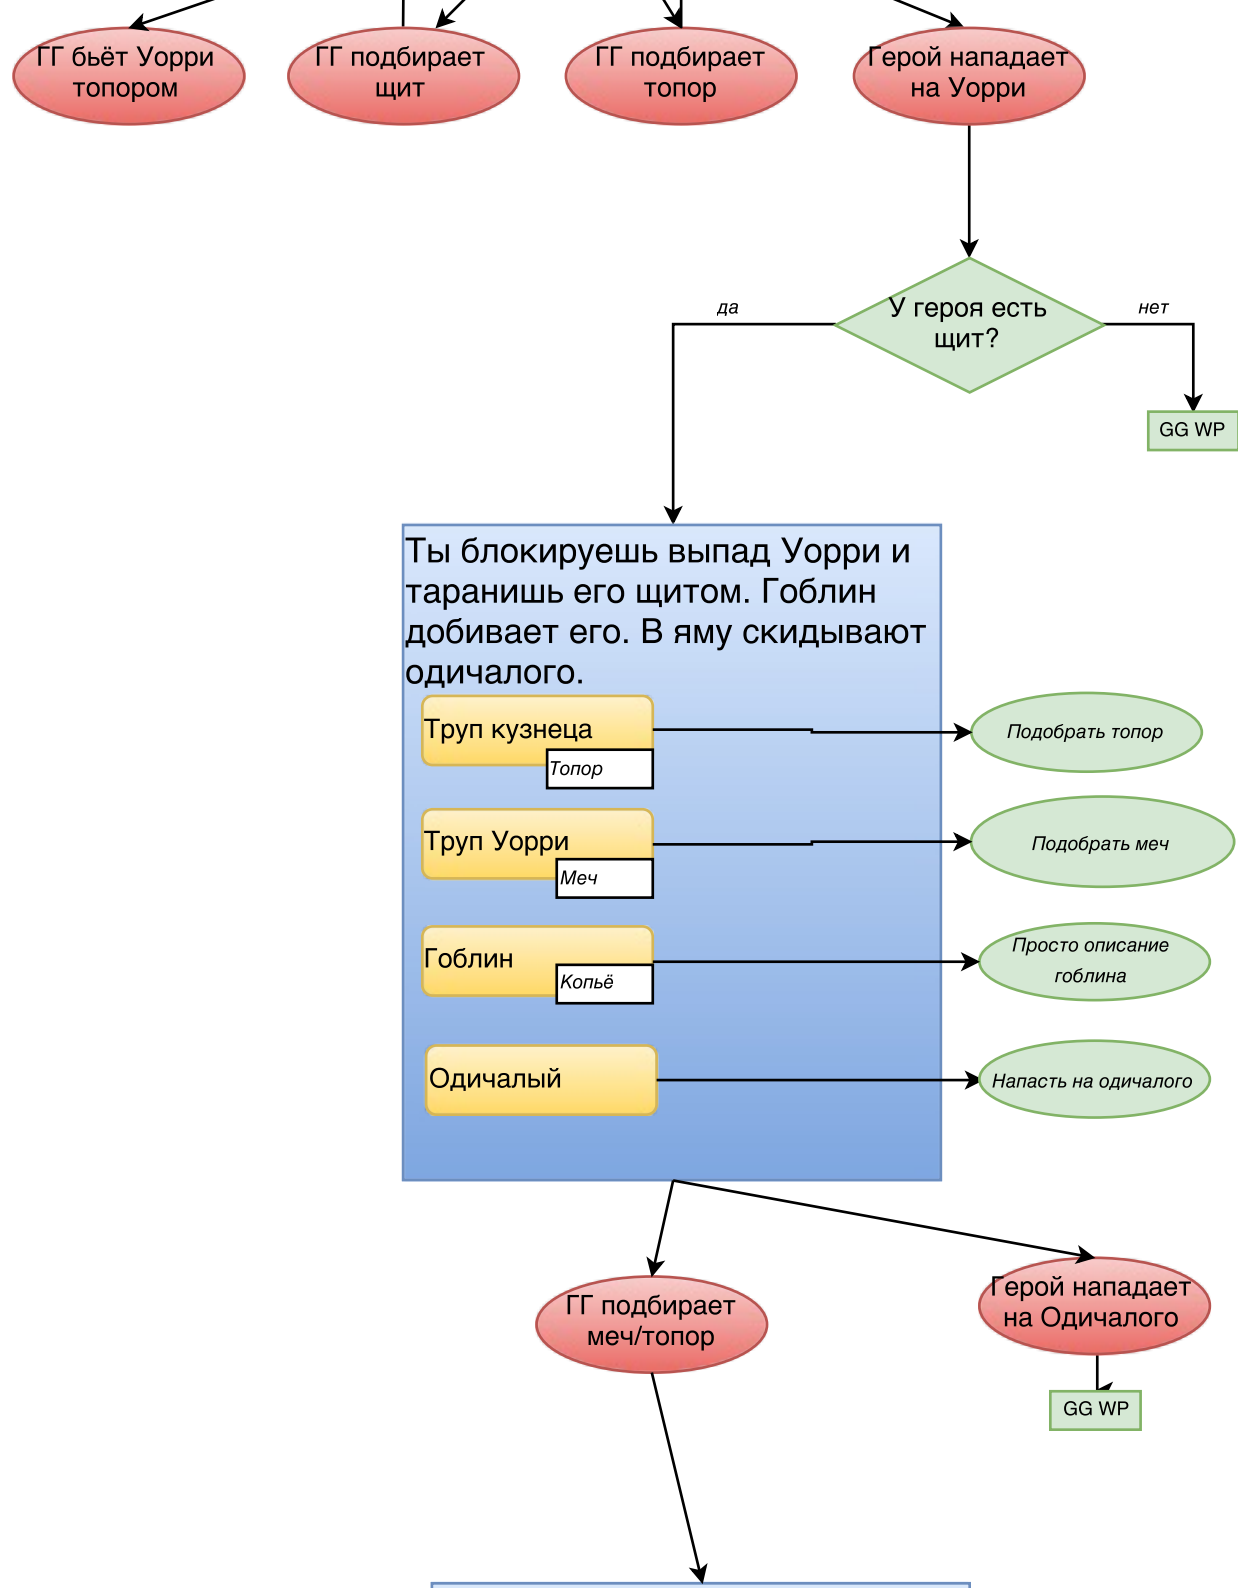 ГГ бьёт Уорри
топором
ГГ подбирает
щит
ГГ подбирает
топор
Герой нападает
на Уорри
да
У героя есть
щит?
нет
GG WP
Ты блокируешь выпад Уорри и
таранишь его щитом. Гоблин
добивает его. В яму скидывают
одичалого.
Труп кузнеца
Топор
Подобрать топор
Труп Уорри
Меч
Подобрать меч
Гоблин
Копьё
Просто описание
гоблина
Одичалый
Напасть на одичалого
ГГ подбирает
меч/топор
Герой нападает
на Одичалого
GG WP